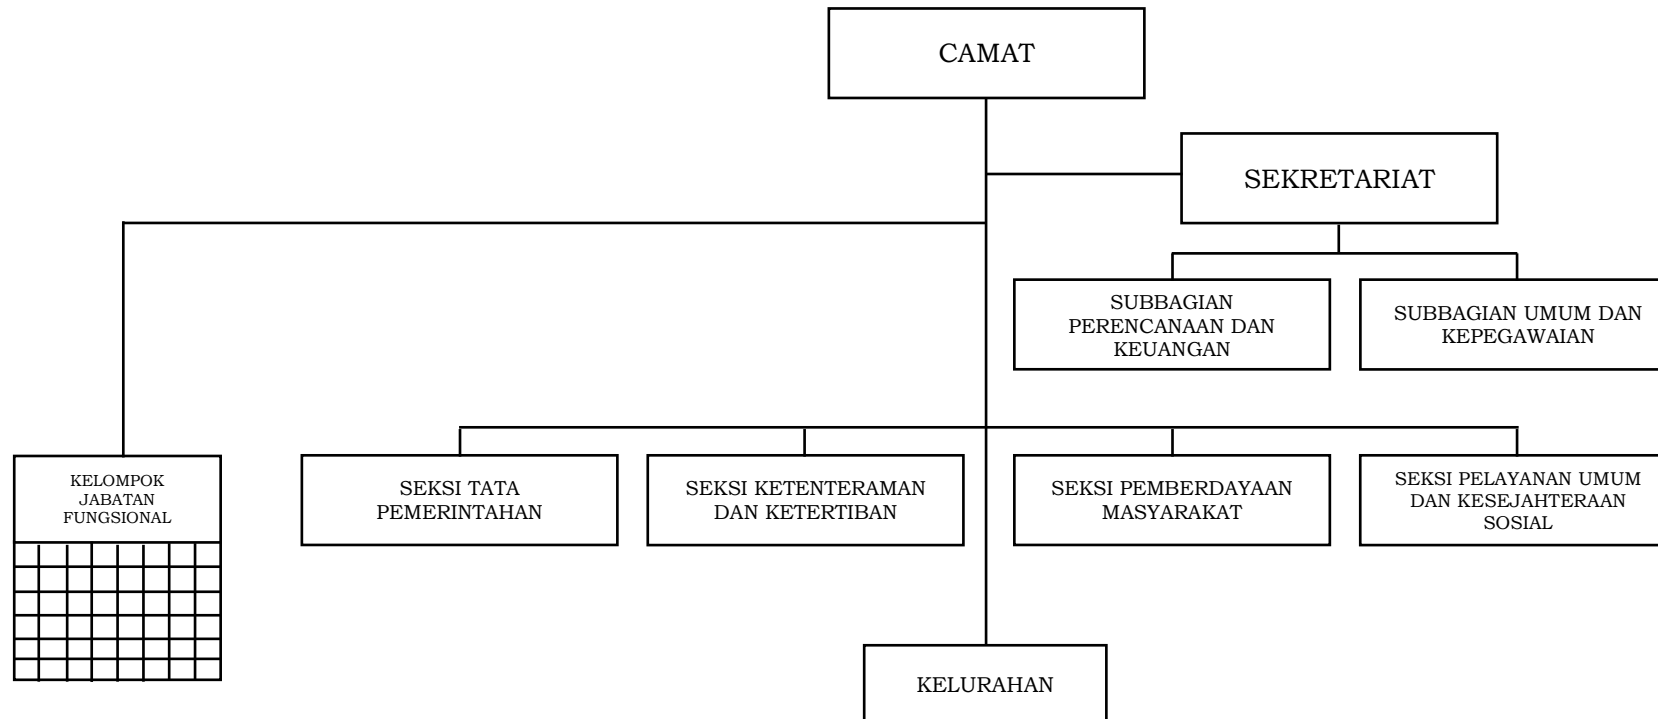 CAMAT
SEKRETARIAT
SUBBAGIAN
PERENCANAAN DAN
KEUANGAN
SUBBAGIAN UMUM DAN
KEPEGAWAIAN
KELOMPOK
JABATAN
FUNGSIONAL
SEKSI TATA
PEMERINTAHAN
SEKSI KETENTERAMAN
DAN KETERTIBAN
SEKSI PEMBERDAYAAN
MASYARAKAT
SEKSI PELAYANAN UMUM
DAN KESEJAHTERAAN
SOSIAL
KELURAHAN